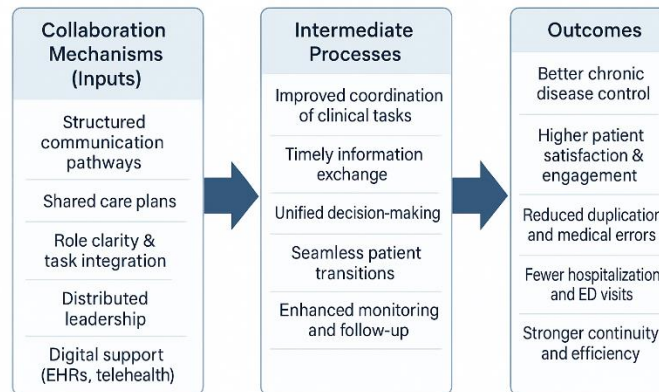 Collaboration
Mechanisms
(Inputs)
Structured
communication
pathways
Shared care plans
Role clarity &
task integration
Distributed
leadership
Digital support
(EHRs, telehealth)
Intermediate
Processes
Improved coordination
of clinical tasks
Timely information
exchange
Unified decision-making
Seamless patient
transitions
Enhanced monitoring
and follow-up
Outcomes
Better chronic
disease control
Higher patient
satisfaction &
engagement
Reduced duplication
and medical errors
Fewer hospitalization
and ED visits
Stronger continuity
and efficiency